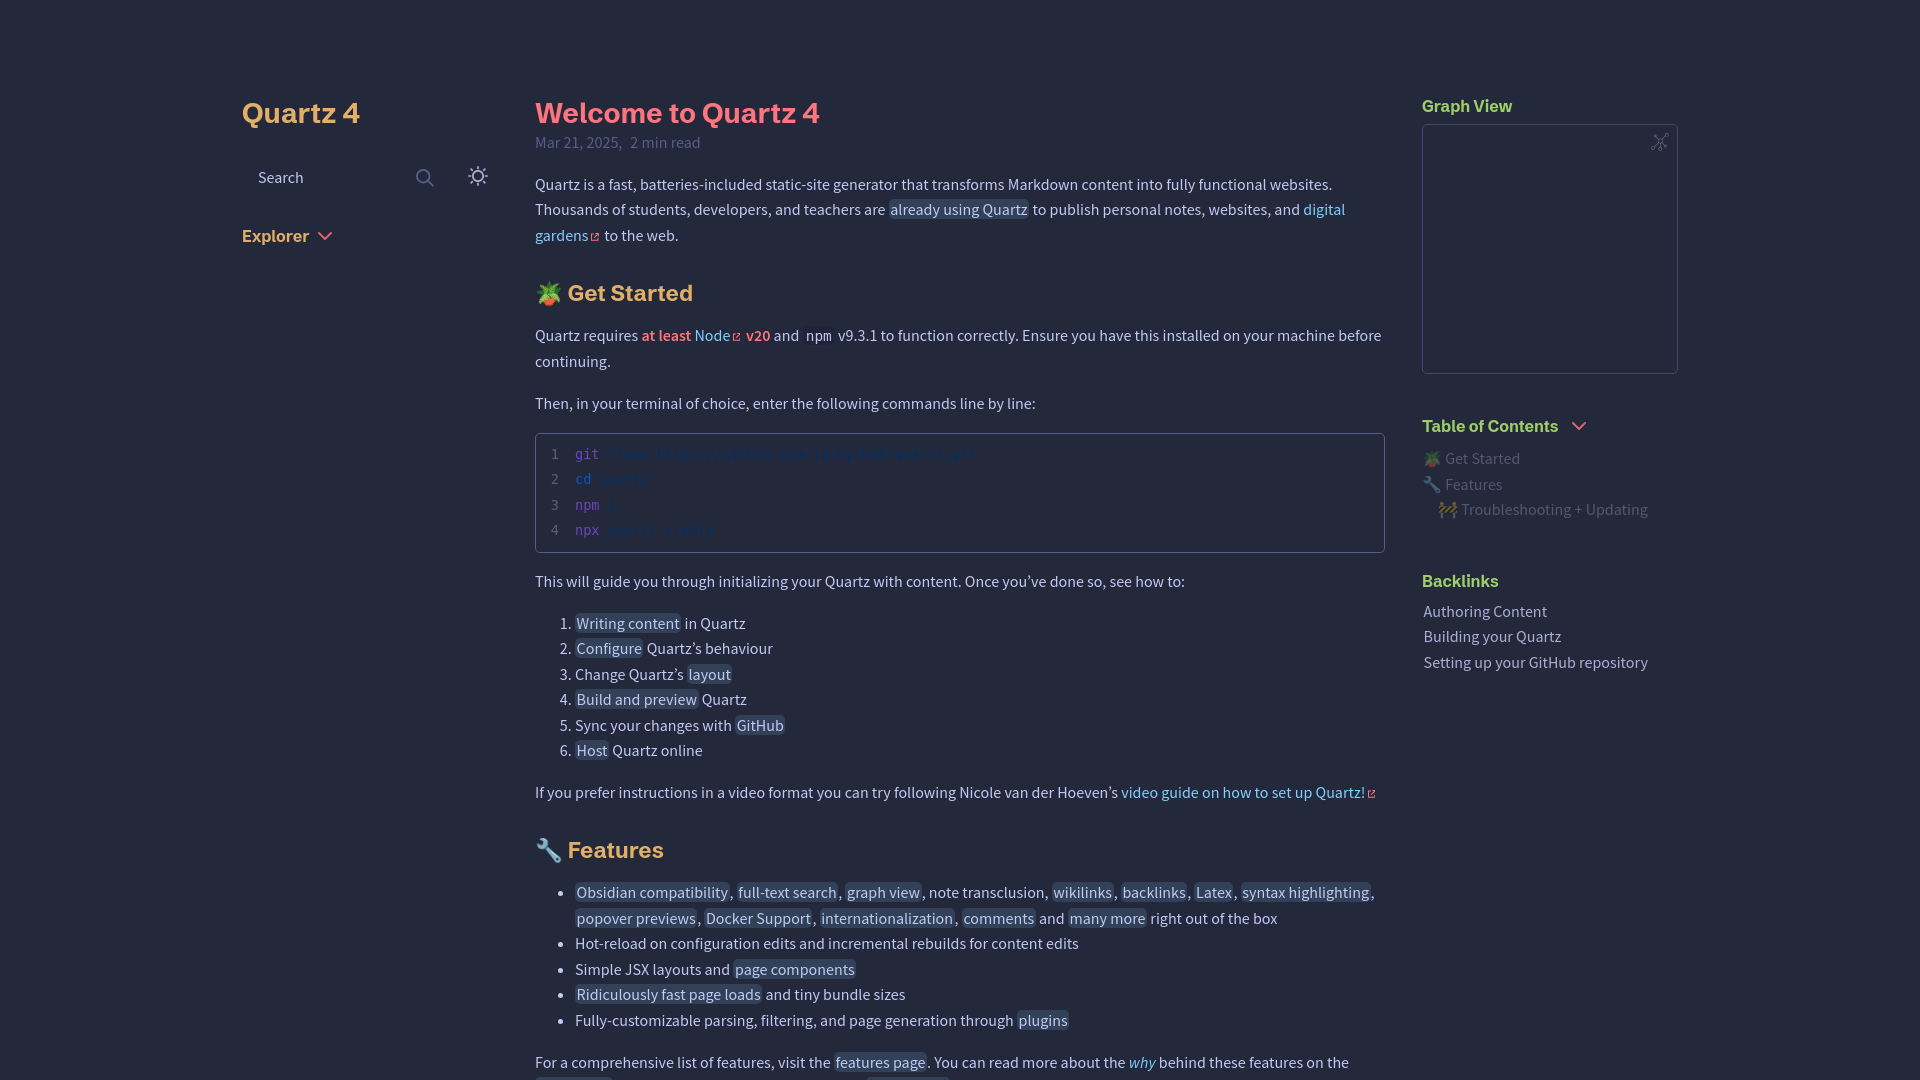 Quartz 4
Search
Explorer
Welcome to Quartz 4
Mar 21, 2025, 2 min read
Quartz is a fast, batteries-included static-site generator that transforms Markdown content into fully functional websites.
Thousands of students, developers, and teachers are already using Quartz to publish personal notes, websites, and digital
gardens to the web.
🪴 Get Started
Quartz requires at least Node v20 and npm v9.3.1 to function correctly. Ensure you have this installed on your machine before
continuing.
Then, in your terminal of choice, enter the following commands line by line:
1 git
2 cd
3 npm
4 npx
This will guide you through initializing your Quartz with content. Once you’ve done so, see how to:
1. Writing content in Quartz
2. Configure Quartz’s behaviour
3. Change Quartz’s layout
4. Build and preview Quartz
5. Sync your changes with GitHub
6. Host Quartz online
If you prefer instructions in a video format you can try following Nicole van der Hoeven’s video guide on how to set up Quartz!
🔧 Features
• Obsidian compatibility, full-text search, graph view, note transclusion, wikilinks, backlinks, Latex, syntax highlighting,
popover previews, Docker Support, internationalization, comments and many more right out of the box
• Hot-reload on configuration edits and incremental rebuilds for content edits
• Simple JSX layouts and page components
• Ridiculously fast page loads and tiny bundle sizes
• Fully-customizable parsing, filtering, and page generation through plugins
For a comprehensive list of features, visit the features page. You can read more about the why behind these features on the
Graph View
Table of Contents
🪴 Get Started
🔧 Features
🚧 Troubleshooting + Updating
Backlinks
Authoring Content
Building your Quartz
Setting up your GitHub repository